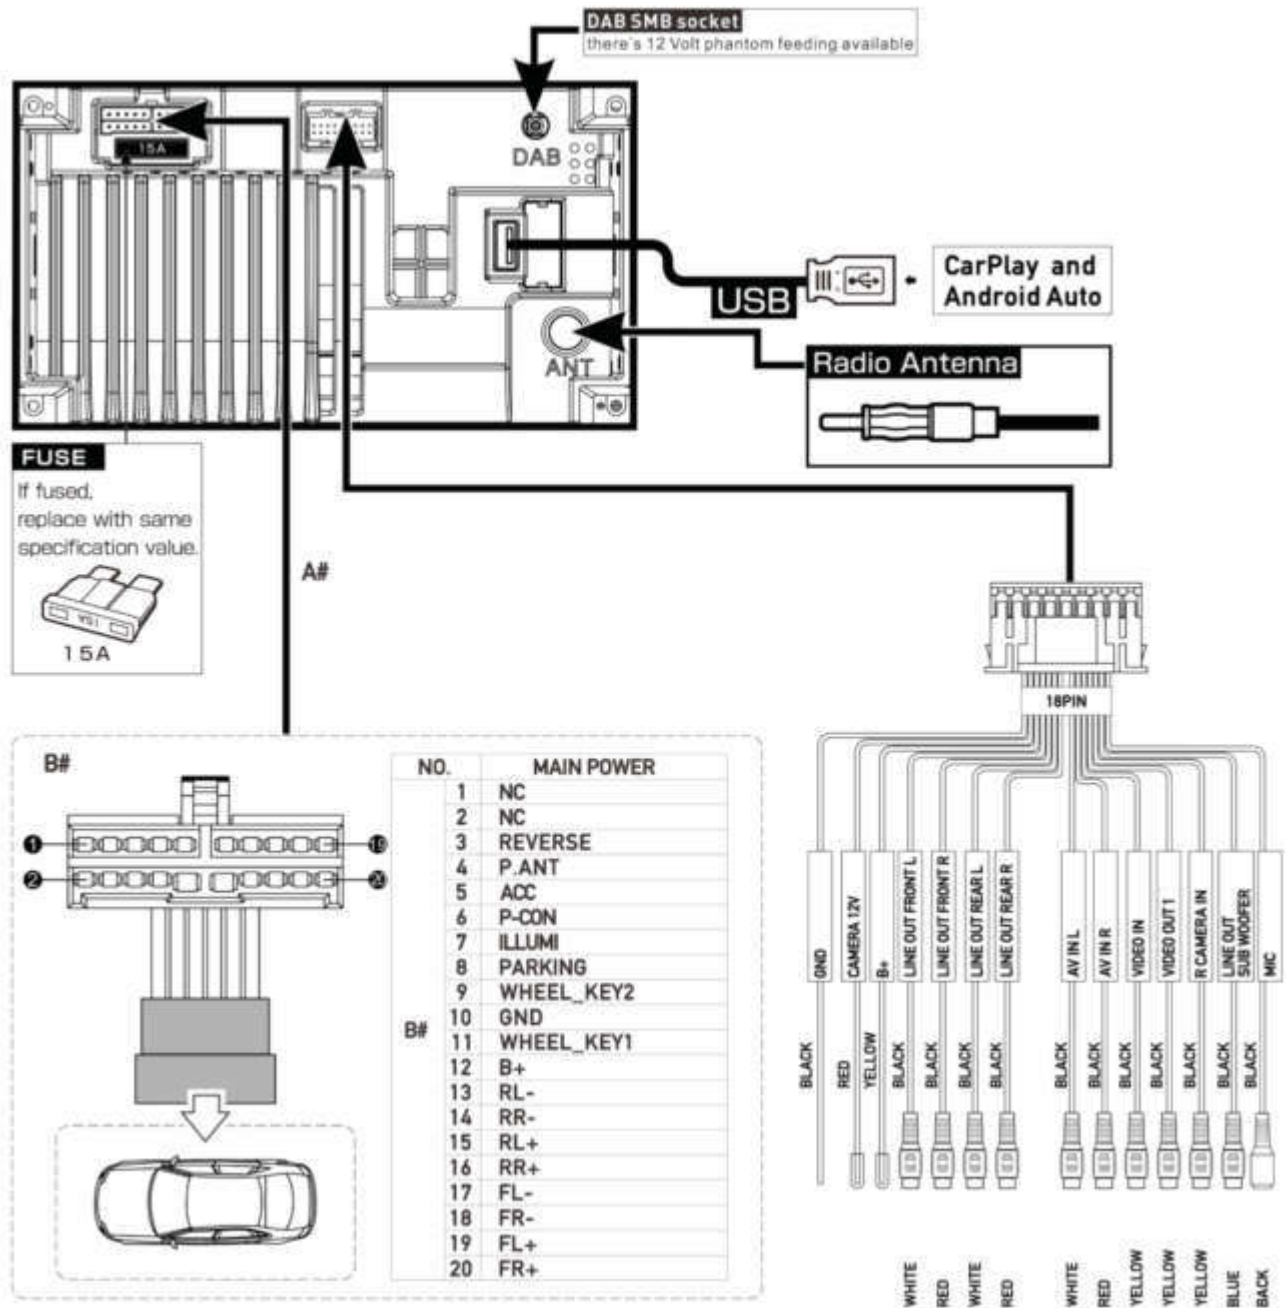 DAB SMB socket
there's 12 Volt phantom feeding available
15A
DAB
USB
CarPlay and
Android Auto
ANT
Radio Antenna
FUSE
If fused,
replace with same
specification value.
15A
15A
A#
18PIN
B#
NO. MAIN POWER
1 NC
2 NC
3 REVERSE
4 P.ANT
5 ACC
6 P-CON
7 ILLUMI
8 PARKING
9 WHEEL_KEY2
B# 10 GND
11 WHEEL_KEY1
12 B+
13 RL-
14 RR-
15 RL+
16 RR+
17 FL-
18 FR-
19 FL+
20 FR+
1
19
2
20
GND
CAMERA 12V
B+
LINE OUT FRONT L
LINE OUT FRONT R
LINE OUT REAR L
LINE OUT REAR R
AV IN L
AV IN R
VIDEO IN
VIDEO OUT 1
R CAMERA IN
LINE OUT
SUB WOOFER
MIC
BLACK
RED
YELLOW
BLACK
BLACK
BLACK
BLACK
BLACK
BLACK
BLACK
BLACK
BLACK
BLACK
BLACK
WHITE
RED
WHITE
RED
WHITE
RED
YELLOW
YELLOW
YELLOW
BLUE
BACK